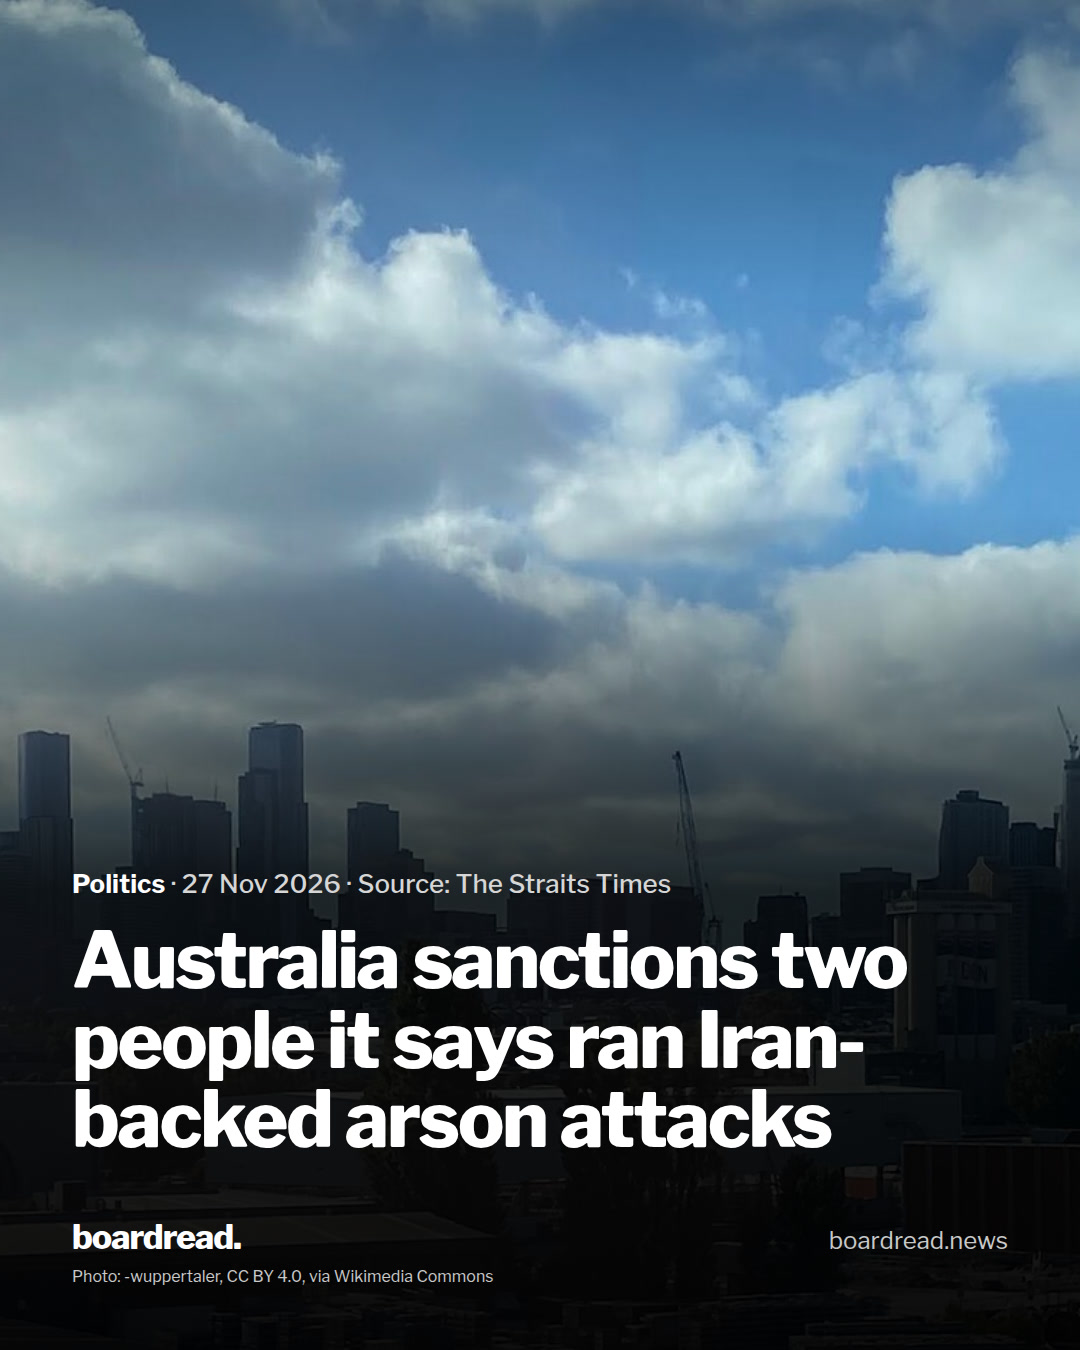 Politics · 27 Nov 2026 · Source: The Straits Times
Australia sanctions two
people it says ran Iran-
backed arson attacks
boardread.
boardread.news
Photo: -wuppertaler, CC BY 4.0, via Wikimedia Commons